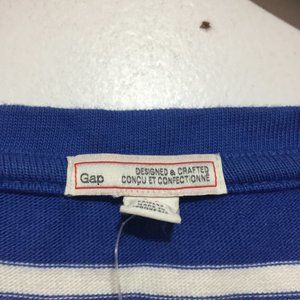 Gap
DESIGNED & CRAFTED
CONÇU ET CONFECTIONNÉ